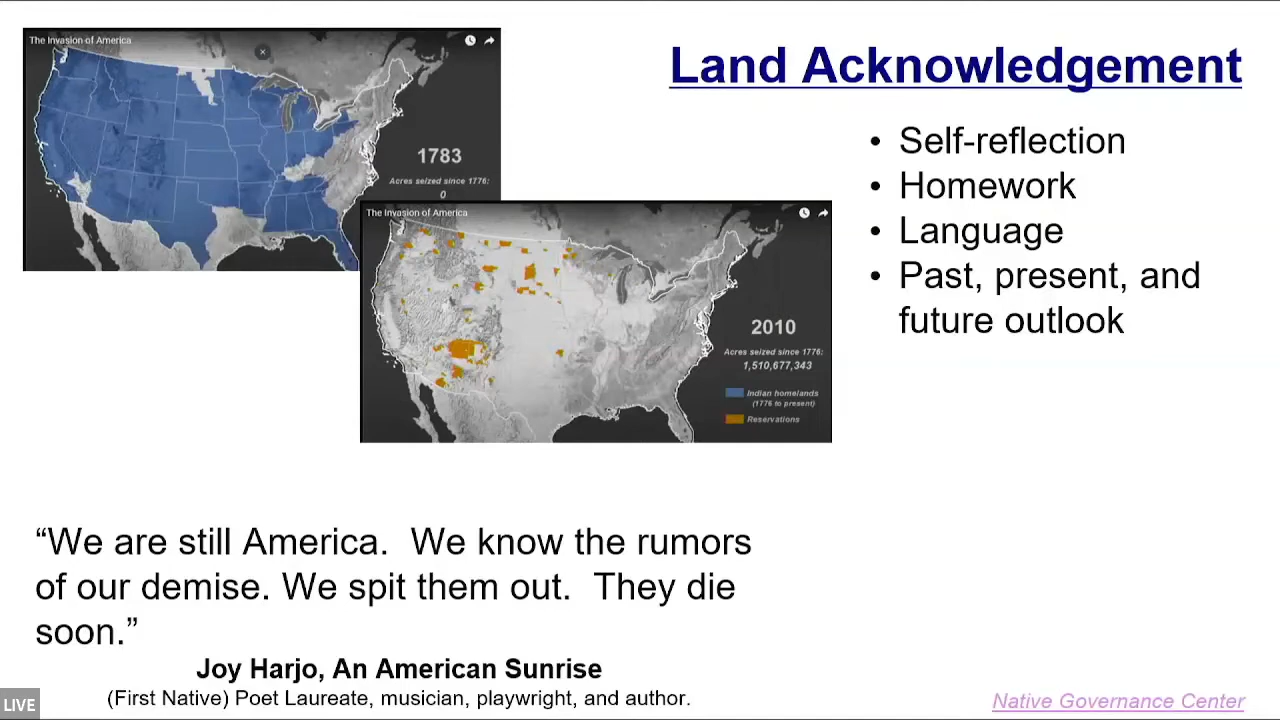 The Invasion of America
1783
Acres seized since 1776:
0
The Invasion of America
2010
Acres seized since 1776:
1,510,677,343
Indian homelands
(1776 to present)
Reservations
Land Acknowledgement
• Self-reflection
• Homework
• Language
• Past, present, and
future outlook
“We are still America.  We know the rumors
of our demise. We spit them out.  They die
soon.”
Joy Harjo, An American Sunrise
(First Native) Poet Laureate, musician, playwright, and author.
LIVE
Native Governance Center